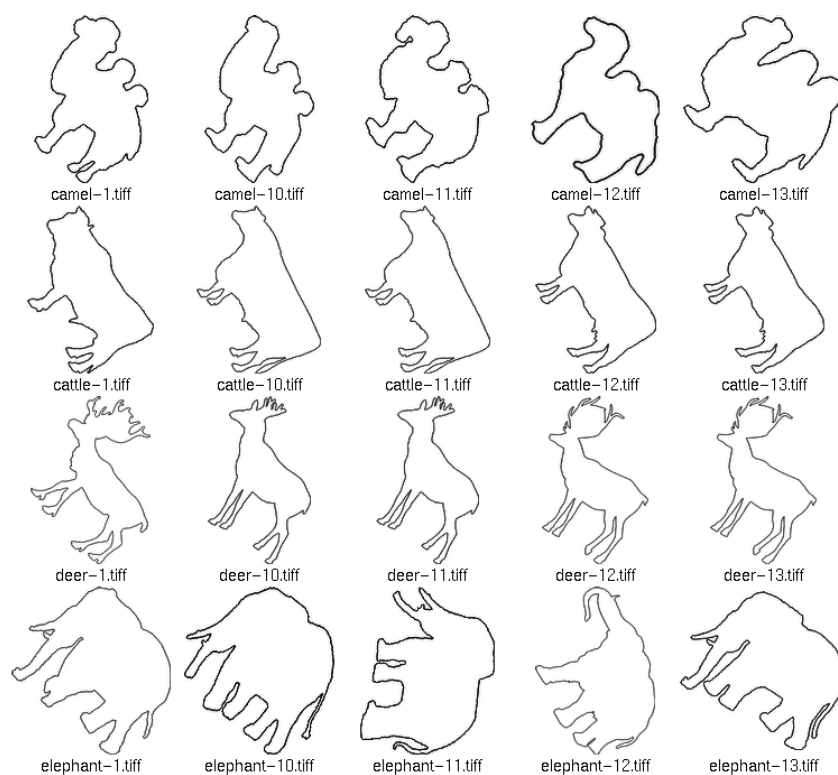 camel-1.tiff camel-10.tiff camel-11.tiff camel-12.tiff camel-13.tiff
cattle-1.tiff cattle-10.tiff cattle-11.tiff cattle-12.tiff cattle-13.tiff
deer-1.tiff deer-10.tiff deer-11.tiff deer-12.tiff deer-13.tiff
elephant-1.tiff elephant-10.tiff elephant-11.tiff elephant-12.tiff elephant-13.tiff